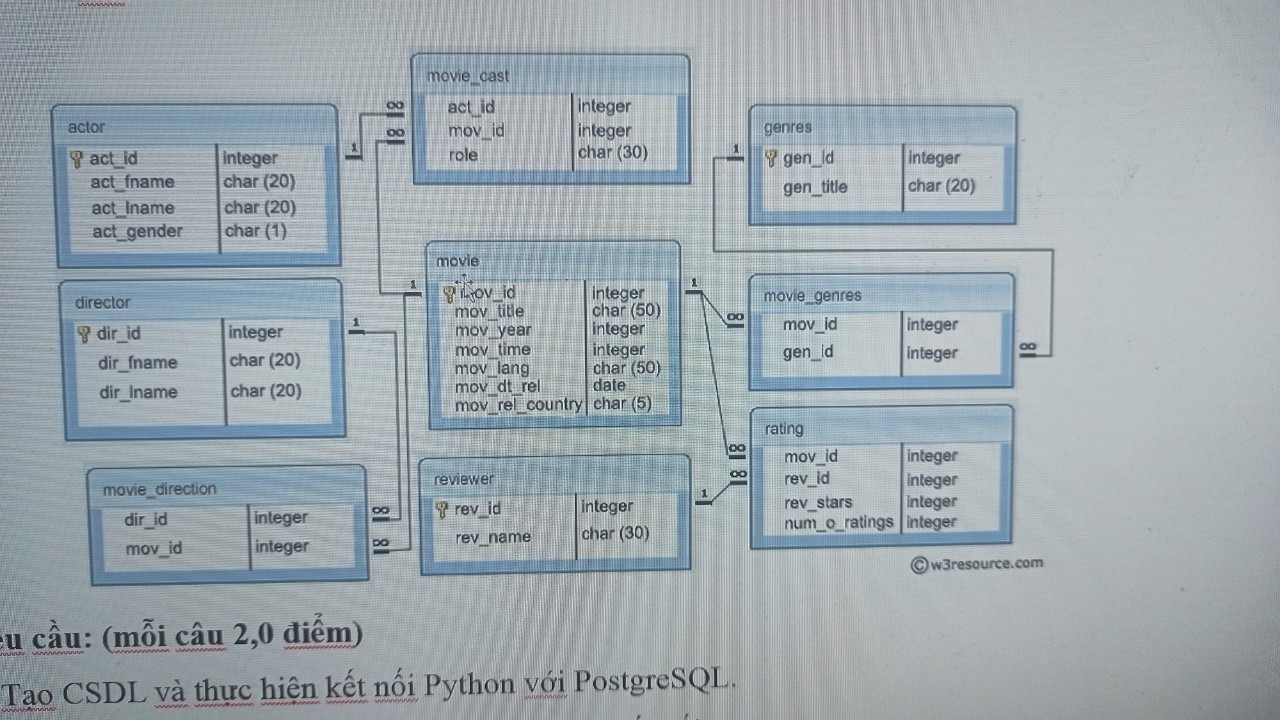 movie_cast
act_id integer
mov_id integer
role char (30)
actor
act_id integer
act_fname char (20)
act_lname char (20)
act_gender char (1)
genres
gen_id integer
gen_title char (20)
1
∞
∞
1
movie
mov_id integer
mov_title char (50)
mov_year integer
mov_time integer
mov_lang char (50)
mov_dt_rel date
mov_rel_country char (5)
1
1
director
dir_id integer
dir_fname char (20)
dir_lname char (20)
1
movie_genres
mov_id integer
gen_id integer
∞
∞
movie_direction
dir_id integer
mov_id integer
∞
∞
reviewer
rev_id integer
rev_name char (30)
1
rating
mov_id integer
rev_id integer
rev_stars integer
num_o_ratings integer
∞
∞
©w3resource.com
cầu: (mỗi câu 2,0 điểm)
Tạo CSDL và thực hiện kết nối Python với PostgreSQL.